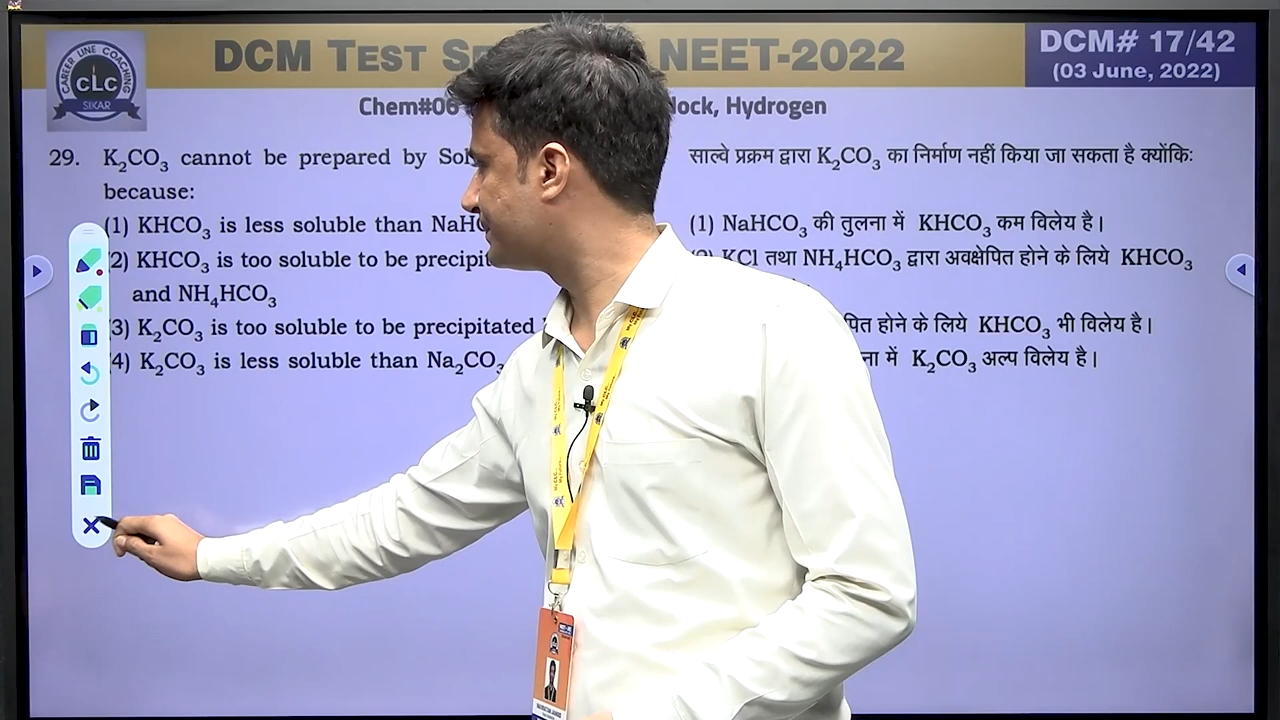 CAREER LINE COACHING
CLC
SIKAR
DCM TEST SE NEET-2022
DCM# 17/42
(03 June, 2022)
Chem#06 lock, Hydrogen
29. K₂CO₃ cannot be prepared by Sol
because:
(1) KHCO₃ is less soluble than NaHC
2) KHCO₃ is too soluble to be precipit
and NH₄HCO₃
3) K₂CO₃ is too soluble to be precipitated
4) K₂CO₃ is less soluble than Na₂CO₃
साल्वे प्रक्रम द्वारा K₂CO₃ का निर्माण नहीं किया जा सकता है क्योंकि:
(1) NaHCO₃ की तुलना में KHCO₃ कम विलेय है।
(2) KCl तथा NH₄HCO₃ द्वारा अवक्षेपित होने के लिये KHCO₃
पित होने के लिये KHCO₃ भी विलेय है।
ना में K₂CO₃ अल्प विलेय है।